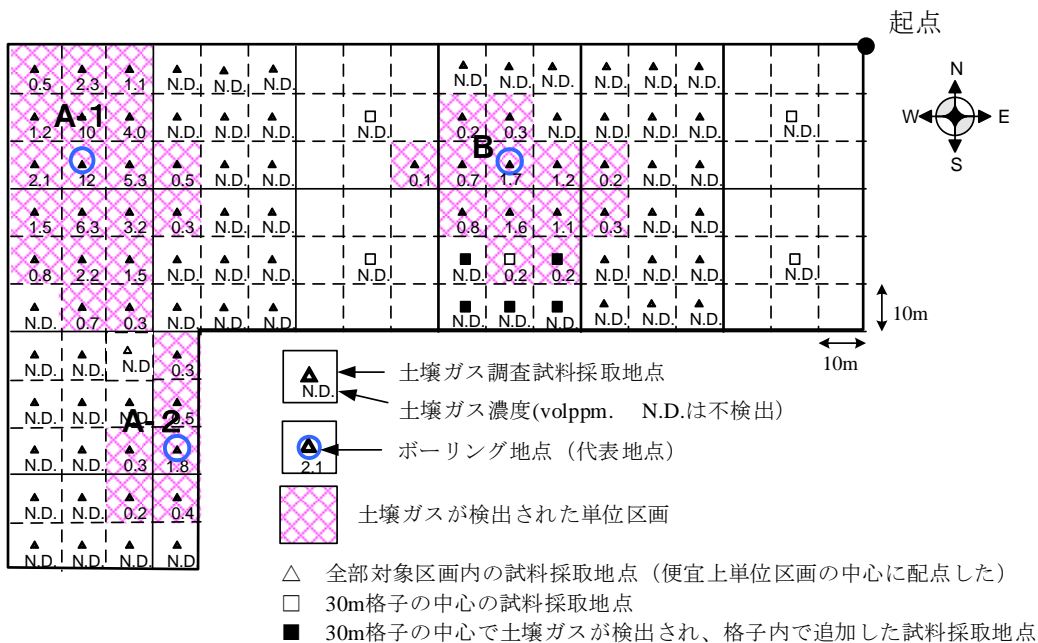 起点
N
W E
S
0.5 2.3 1.1 N.D. N.D. N.D. N.D. N.D. N.D. N.D. N.D. N.D.
A-1
B
1.2 10 4.0 N.D. N.D. N.D. N.D. 0.2 0.3 N.D. N.D. N.D. N.D. N.D.
2.1 12 5.3 0.5 N.D. N.D. 0.1 0.7 1.7 1.2 0.2 N.D. N.D.
1.5 6.3 3.2 0.3 N.D. N.D. 0.8 1.6 1.1 0.3 N.D. N.D.
0.8 2.2 1.5 N.D. N.D. N.D. N.D. N.D. 0.2 0.2 N.D. N.D. N.D. N.D.
N.D. 0.7 0.3 N.D. N.D. N.D. N.D. N.D. N.D. N.D. N.D. N.D.
10m
10m
N.D. N.D. N.D 0.3
N.D. N.D. N.D.
A-2
N.D. N.D. 0.3 1.8
N.D. N.D. 0.2 0.4
N.D. N.D. N.D. N.D
N.D.
土壌ガス調査試料採取地点
土壌ガス濃度(volppm. N.D.は不検出）
2.1
ボーリング地点（代表地点）
土壌ガスが検出された単位区画
△ 全部対象区画内の試料採取地点（便宜上単位区画の中心に配点した）
□ 30m格子の中心の試料採取地点
■ 30m格子の中心で土壌ガスが検出され、格子内で追加した試料採取地点